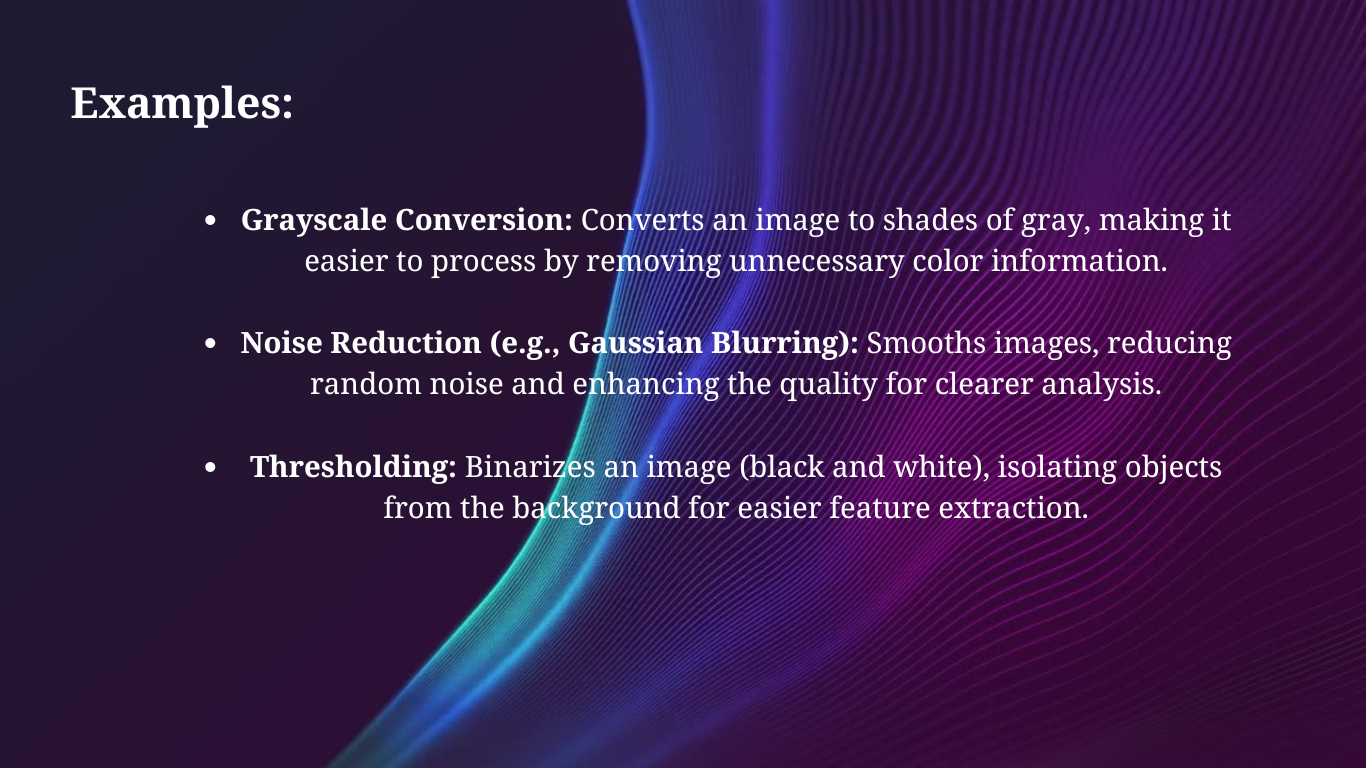 Examples:
• Grayscale Conversion: Converts an image to shades of gray, making it
easier to process by removing unnecessary color information.
• Noise Reduction (e.g., Gaussian Blurring): Smooths images, reducing
random noise and enhancing the quality for clearer analysis.
• Thresholding: Binarizes an image (black and white), isolating objects
from the background for easier feature extraction.